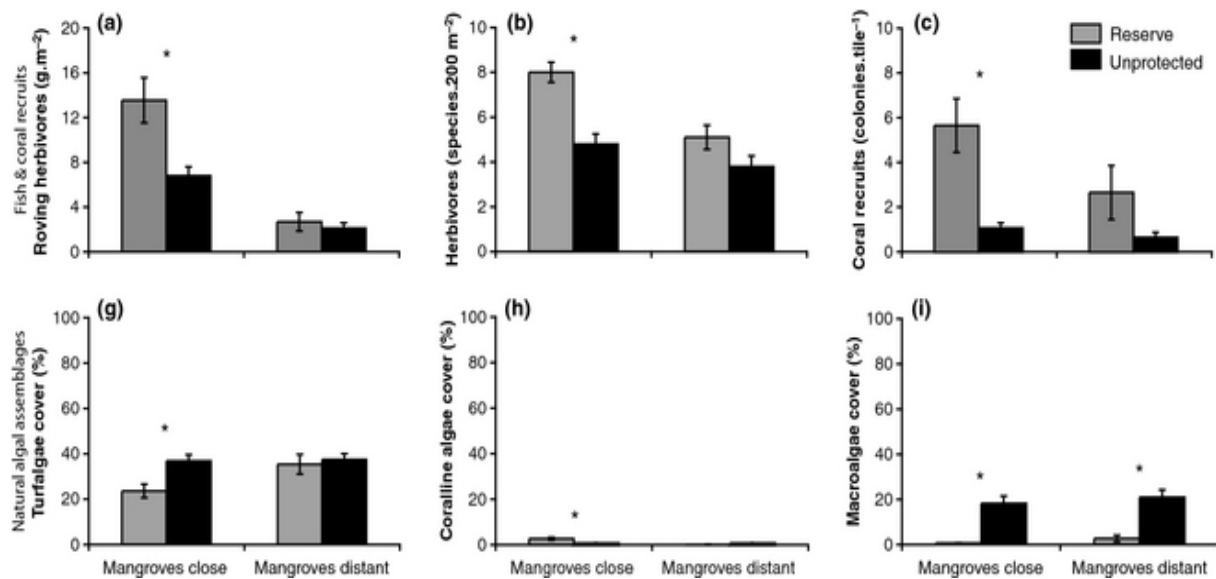 Fish & coral recruits
Roving herbivores (g.m⁻²)
(a)
20
16
12
8
4
0
*
Herbivores (species.200 m⁻²)
(b)
10
8
6
4
2
0
*
Coral recruits (colonies.tile⁻¹)
(c)
10
8
6
4
2
0
*
Reserve
Unprotected
Natural algal assemblages
Turfalgae cover (%)
(g)
100
80
60
40
20
0
*
Mangroves close Mangroves distant
Coralline algae cover (%)
(h)
100
80
60
40
20
0
*
Mangroves close Mangroves distant
Macroalgae cover (%)
(i)
100
80
60
40
20
0
*
*
Mangroves close Mangroves distant